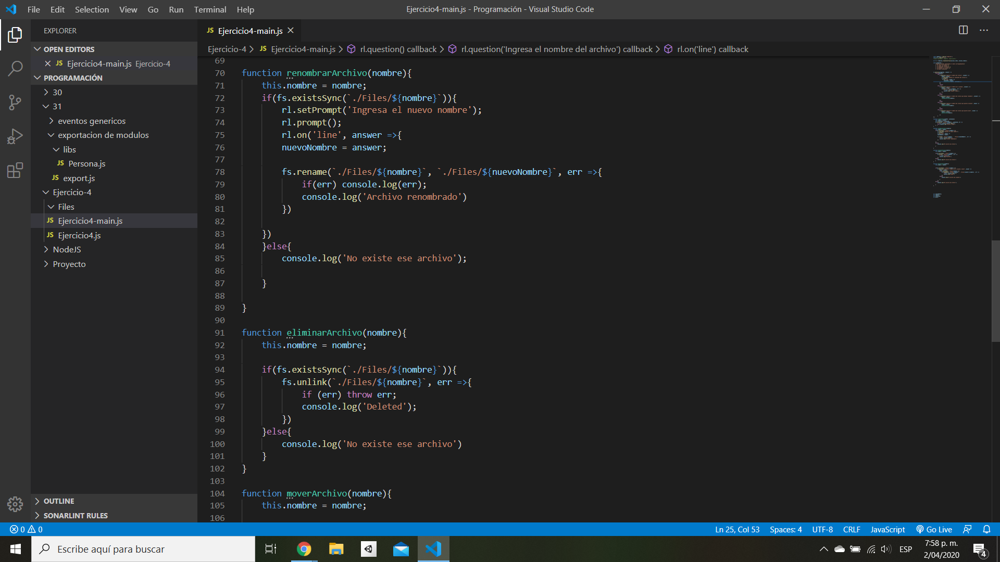 File Edit Selection View Go Run Terminal Help
Ejercicio4-main.js - Programación - Visual Studio Code
EXPLORER
OPEN EDITORS
JS Ejercicio4-main.js Ejercicio-4
PROGRAMACIÓN
30
31
eventos genericos
exportacion de modulos
libs
JS Persona.js
JS export.js
Ejercicio-4
Files
JS Ejercicio4-main.js
JS Ejercicio4.js
NodeJS
Proyecto
OUTLINE
SONARLINT RULES
JS Ejercicio4-main.js
Ejercicio-4 > JS Ejercicio4-main.js > rl.question() callback > rl.question('Ingresa el nombre del archivo') callback > rl.on('line') callback
69
70 function renombrarArchivo(nombre){
71 this.nombre = nombre;
72 if(fs.existsSync(`./Files/${nombre}`)){
73 rl.setPrompt('Ingresa el nuevo nombre');
74 rl.prompt();
75 rl.on('line', answer =>{
76 nuevoNombre = answer;
77
78 fs.rename(`./Files/${nombre}`, `./Files/${nuevoNombre}`, err =>{
79 if(err) console.log(err);
80 console.log('Archivo renombrado')
81 })
82
83 })
84 }else{
85 console.log('No existe ese archivo');
86
87 }
88
89 }
90
91 function eliminarArchivo(nombre){
92 this.nombre = nombre;
93
94 if(fs.existsSync(`./Files/${nombre}`)){
95 fs.unlink(`./Files/${nombre}`, err =>{
96 if (err) throw err;
97 console.log('Deleted');
98 })
99 }else{
100 console.log('No existe ese archivo')
101 }
102 }
103
104 function moverArchivo(nombre){
105 this.nombre = nombre;
106
0 0
Ln 25, Col 53 Spaces: 4 UTF-8 CRLF JavaScript Go Live
Escribe aquí para buscar
ESP
7:58 p. m.
2/04/2020
4